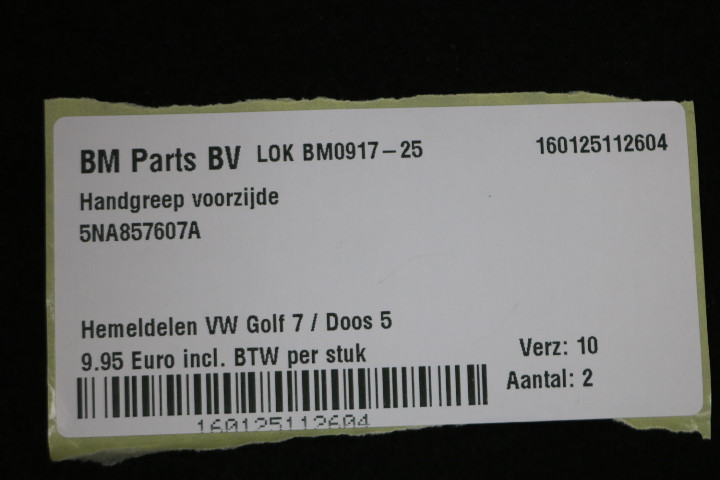 BM Parts BV LOK BM0917-25 160125112604
Handgreep voorzijde
5NA857607A
Hemeldelen VW Golf 7 / Doos 5
9.95 Euro incl. BTW per stuk Verz: 10
Aantal: 2
160125112604